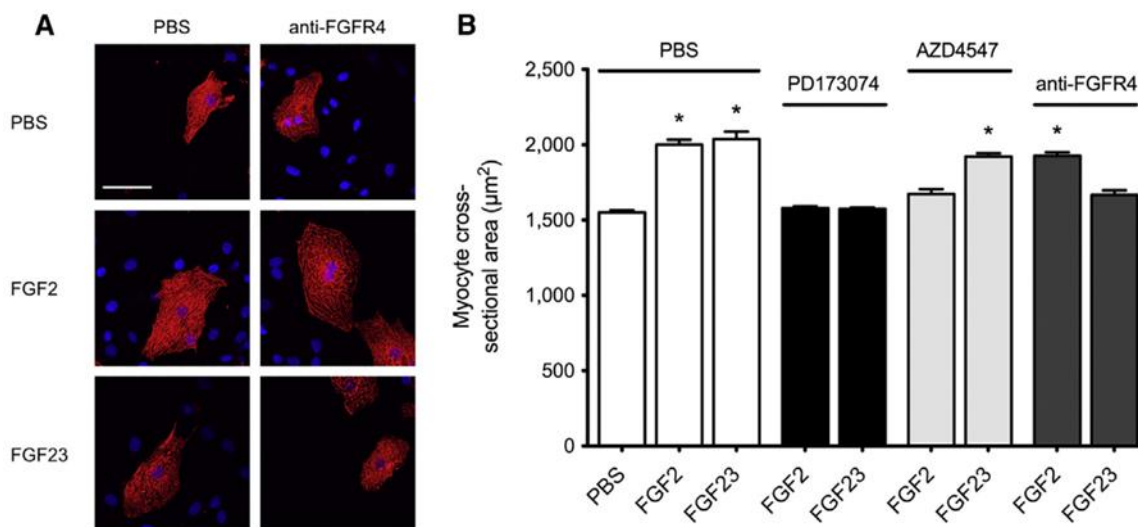 A
PBS anti-FGFR4
PBS
FGF2
FGF23
B
PBS
PD173074
AZD4547
anti-FGFR4
Myocyte cross-
sectional area (µm²)
2,500
2,000
1,500
1,000
500
0
* * * *
PBS FGF2 FGF23 FGF2 FGF23 FGF2 FGF23 FGF2 FGF23